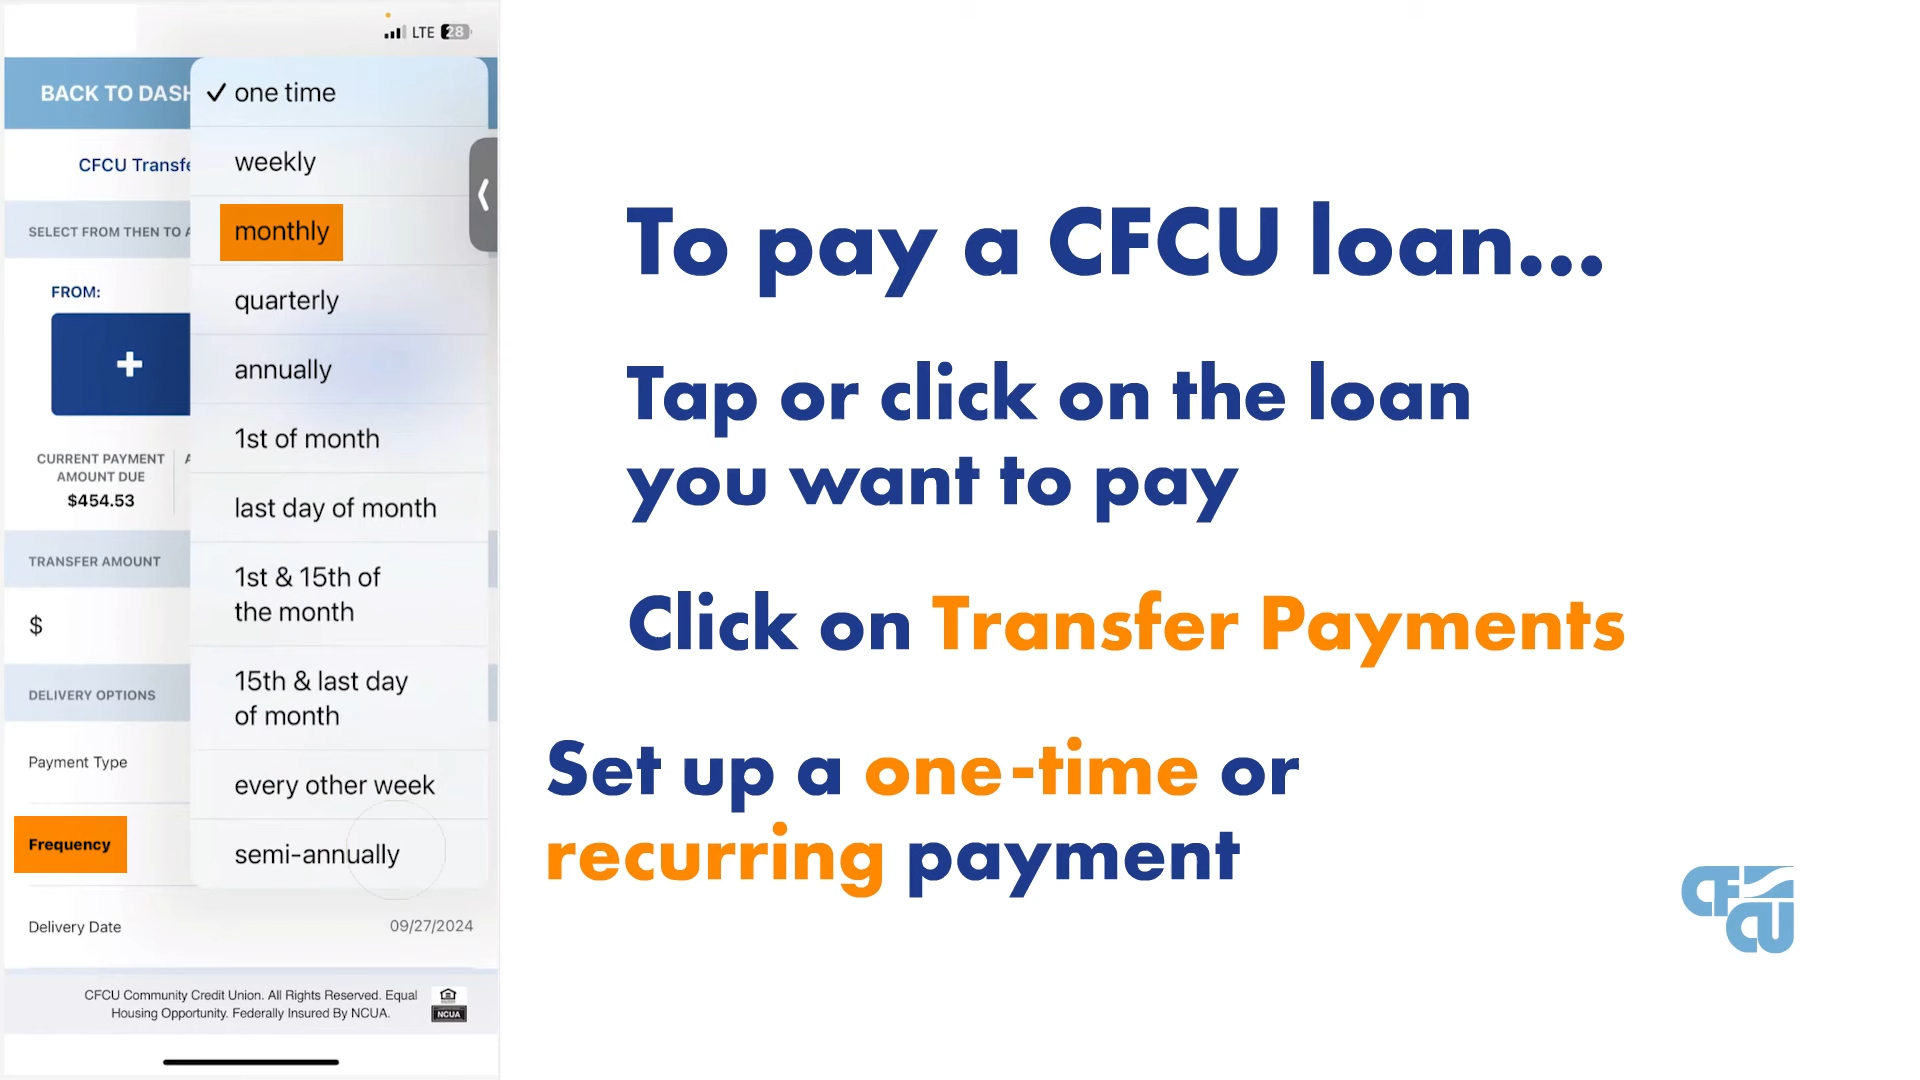 LTE 28
BACK TO DASH
CFCU Transfe
SELECT FROM THEN TO A
FROM:
+
CURRENT PAYMENT
AMOUNT DUE
$454.53
A
TRANSFER AMOUNT
$
DELIVERY OPTIONS
Payment Type
Frequency
Delivery Date
09/27/2024
✓ one time
weekly
monthly
quarterly
annually
1st of month
last day of month
1st & 15th of
the month
15th & last day
of month
every other week
semi-annually
CFCU Community Credit Union. All Rights Reserved. Equal
Housing Opportunity. Federally Insured By NCUA.
NCUA
To pay a CFCU loan...
Tap or click on the loan
you want to pay
Click on Transfer Payments
Set up a one-time or
recurring payment
CFCU